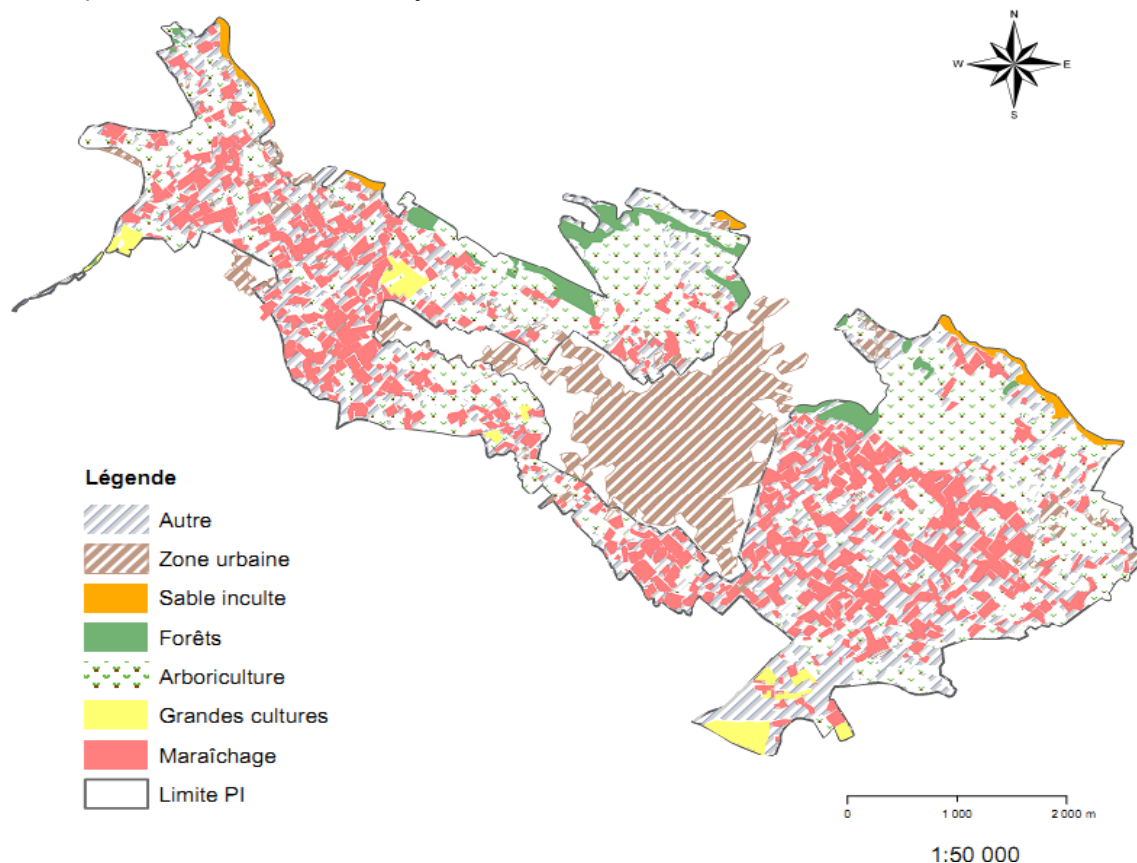 N
W
E
S
Légende
Autre
Zone urbaine
Sable inculte
Forêts
Arboriculture
Grandes cultures
Maraîchage
Limite PI
0 1 000 2 000 m
1:50 000